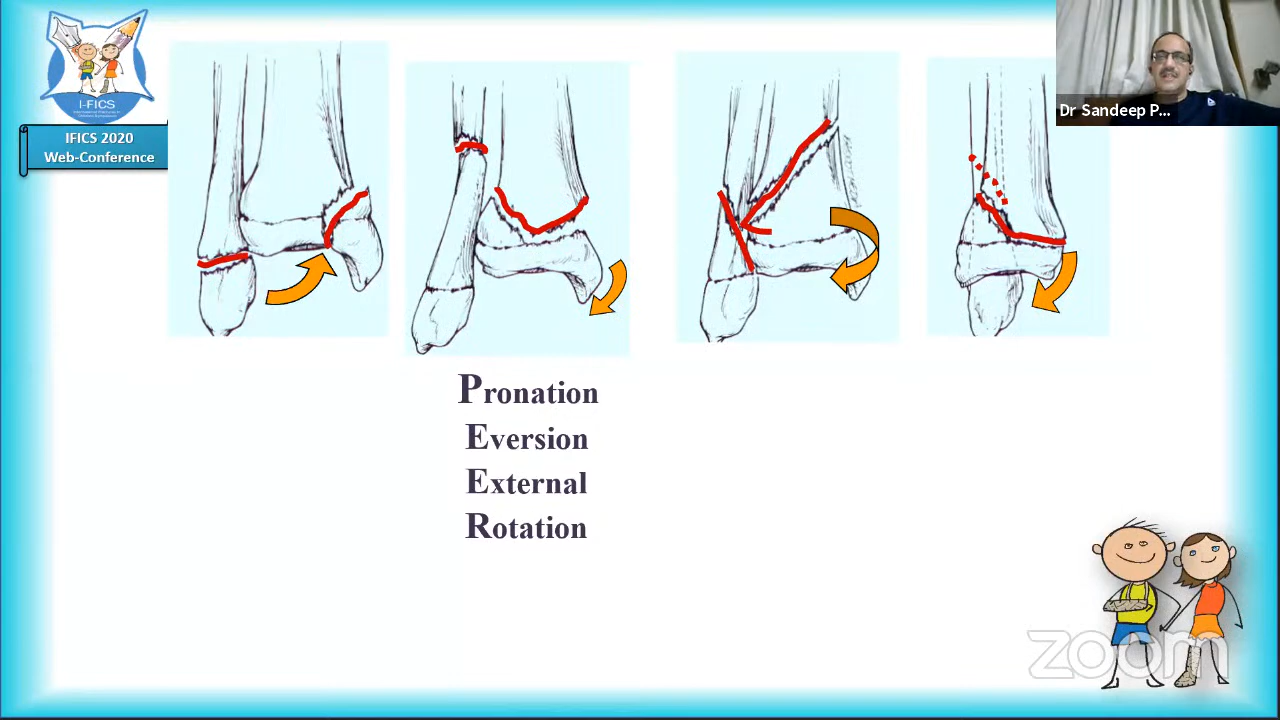 I-FICS
IFICS 2020
Web-Conference
Dr Sandeep P...
Pronation
Eversion
External
Rotation
zoom